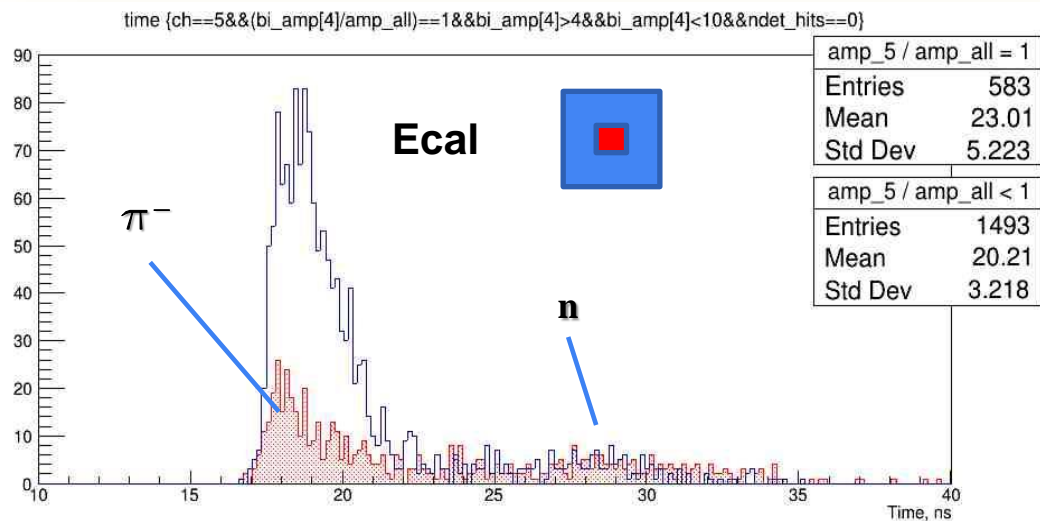 time {ch==5&&(bi_amp[4]/amp_all)==1&&bi_amp[4]>4&&bi_amp[4]<10&&ndet_hits==0}
amp_5 / amp_all = 1
Entries 583
Mean 23.01
Std Dev 5.223
amp_5 / amp_all < 1
Entries 1493
Mean 20.21
Std Dev 3.218
Ecal
π⁻
n
90
80
70
60
50
40
30
20
10
0
10 15 20 25 30 35 40
Time, ns